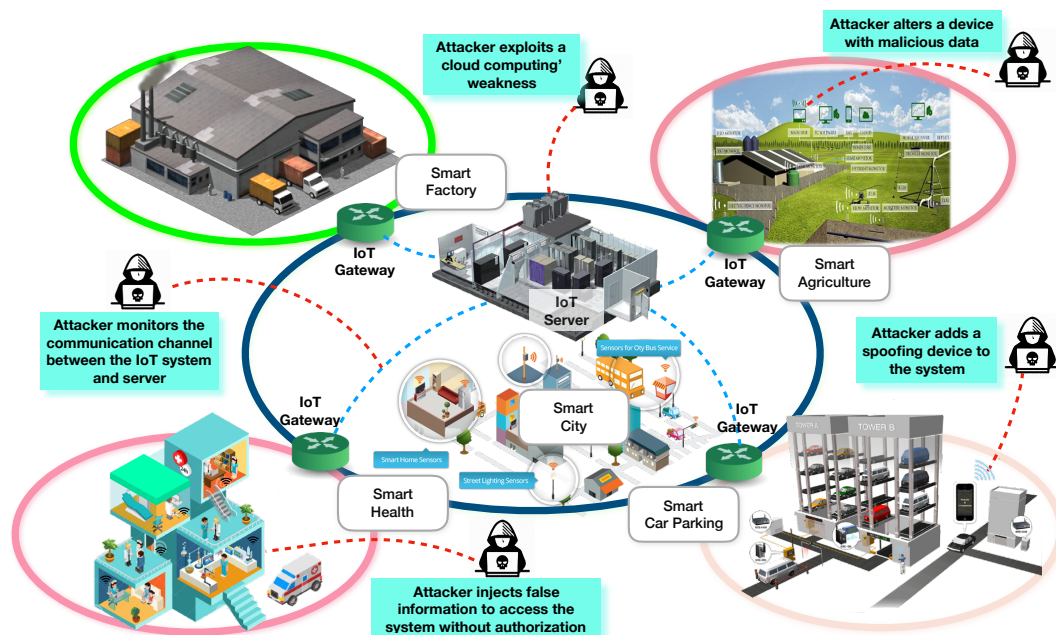 Attacker exploits a
cloud computing'
weakness
Attacker alters a device
with malicious data
Smart
Factory
IoT
Gateway
IoT
Gateway
Smart
Agriculture
IoT
Server
Attacker monitors the
communication channel
between the IoT system
and server
Attacker adds a
spoofing device to
the system
Sensors for City Bus Service
IoT
Gateway
Smart
City
IoT
Gateway
TOWER A
TOWER B
Smart Home Sensors
Street Lighting Sensors
Smart
Health
Smart
Car Parking
Attacker injects false
information to access the
system without authorization